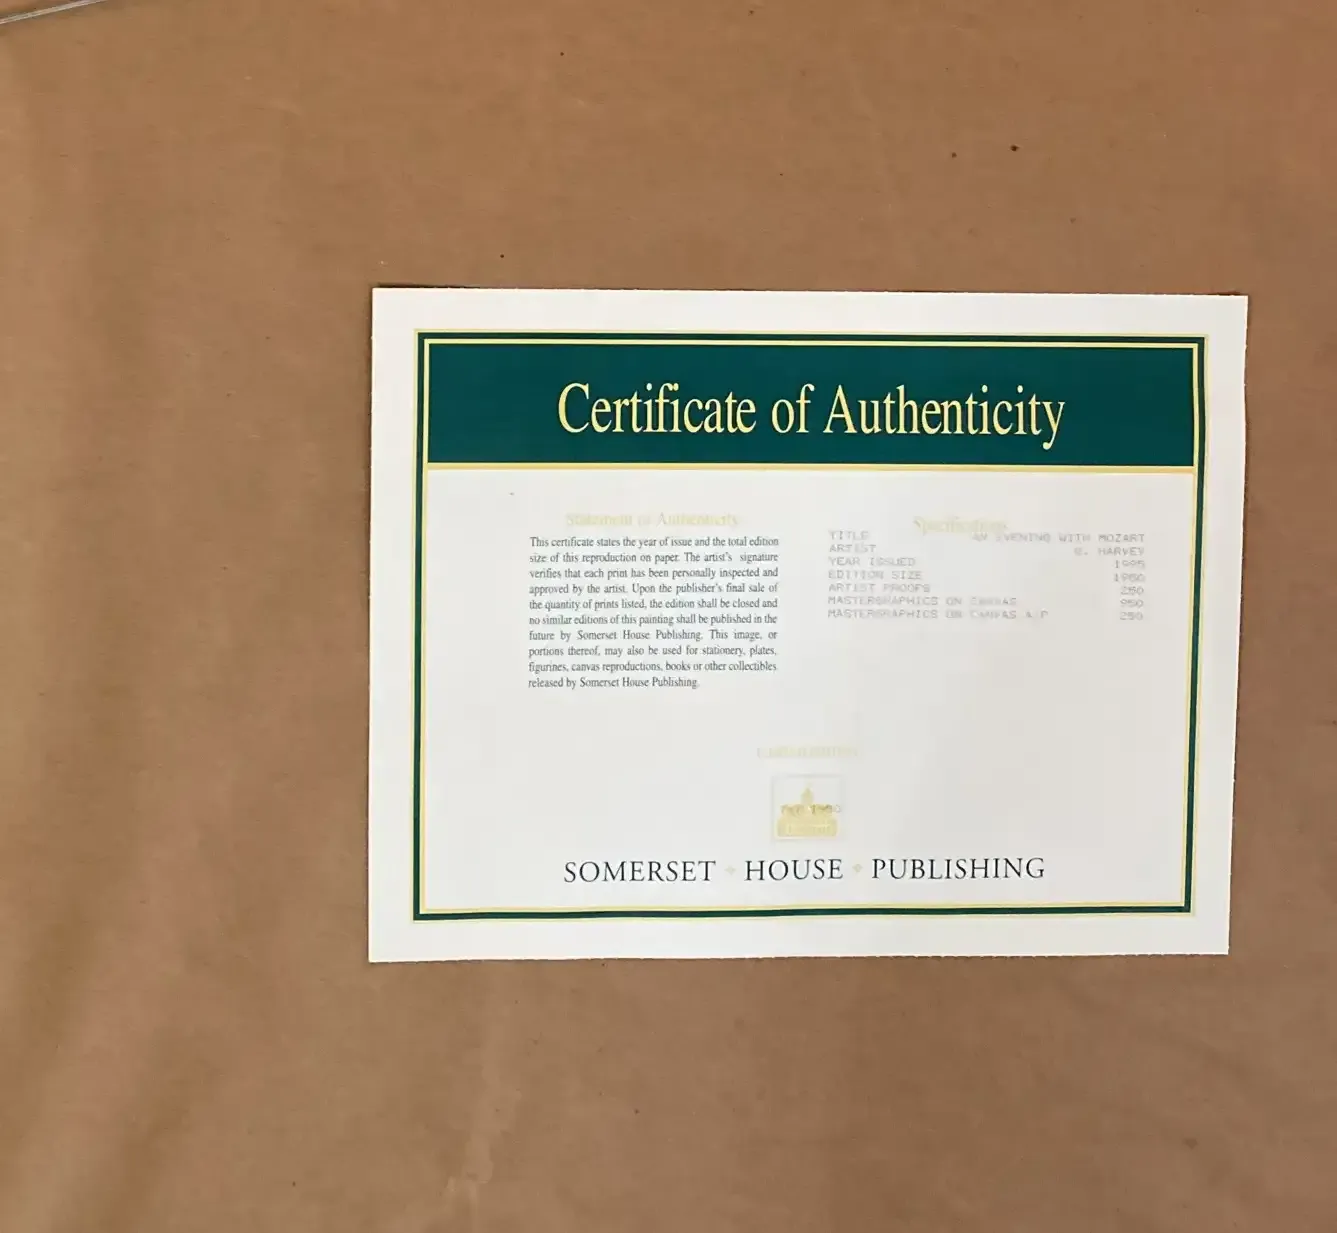 Certificate of Authenticity
Statement of Authenticity
This certificate states the year of issue and the total edition
size of this reproduction on paper. The artist's signature
verifies that each print has been personally inspected and
approved by the artist. Upon the publisher's final sale of
the quantity of prints listed, the edition shall be closed and
no similar editions of this painting shall be published in the
future by Somerset House Publishing. This image, or
portions thereof, may also be used for stationery, plates,
figurines, canvas reproductions, books or other collectibles
released by Somerset House Publishing.
Specifications
TITLE AN EVENING WITH MOZART
ARTIST G. HARVEY
YEAR ISSUED 1995
EDITION SIZE
ARTIST PROOFS 250
MASTERGRAPHICS ON CANVAS 950
MASTERGRAPHICS ON CANVAS A/P 250
SOMERSET HOUSE PUBLISHING